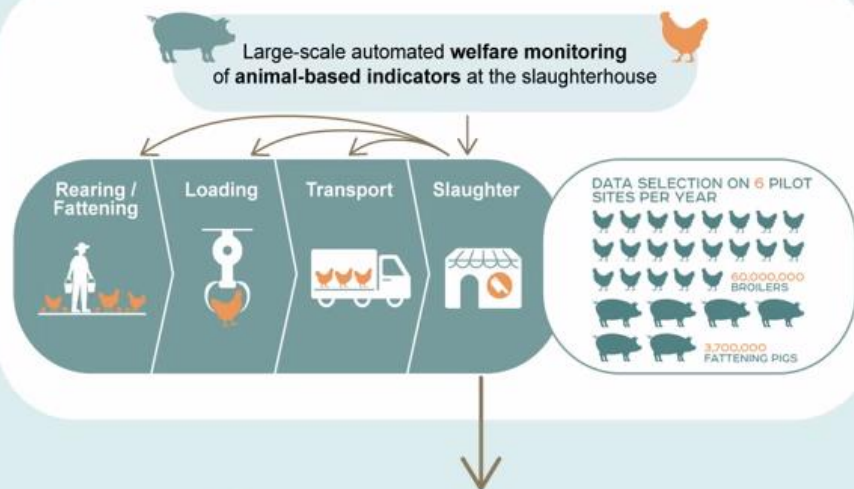 Large-scale automated welfare monitoring
of animal-based indicators at the slaughterhouse
Rearing /
Fattening
Loading
Transport
Slaughter
DATA SELECTION ON 6 PILOT
SITES PER YEAR
60,000,000
BROILERS
3,700,000
FATTENING PIGS